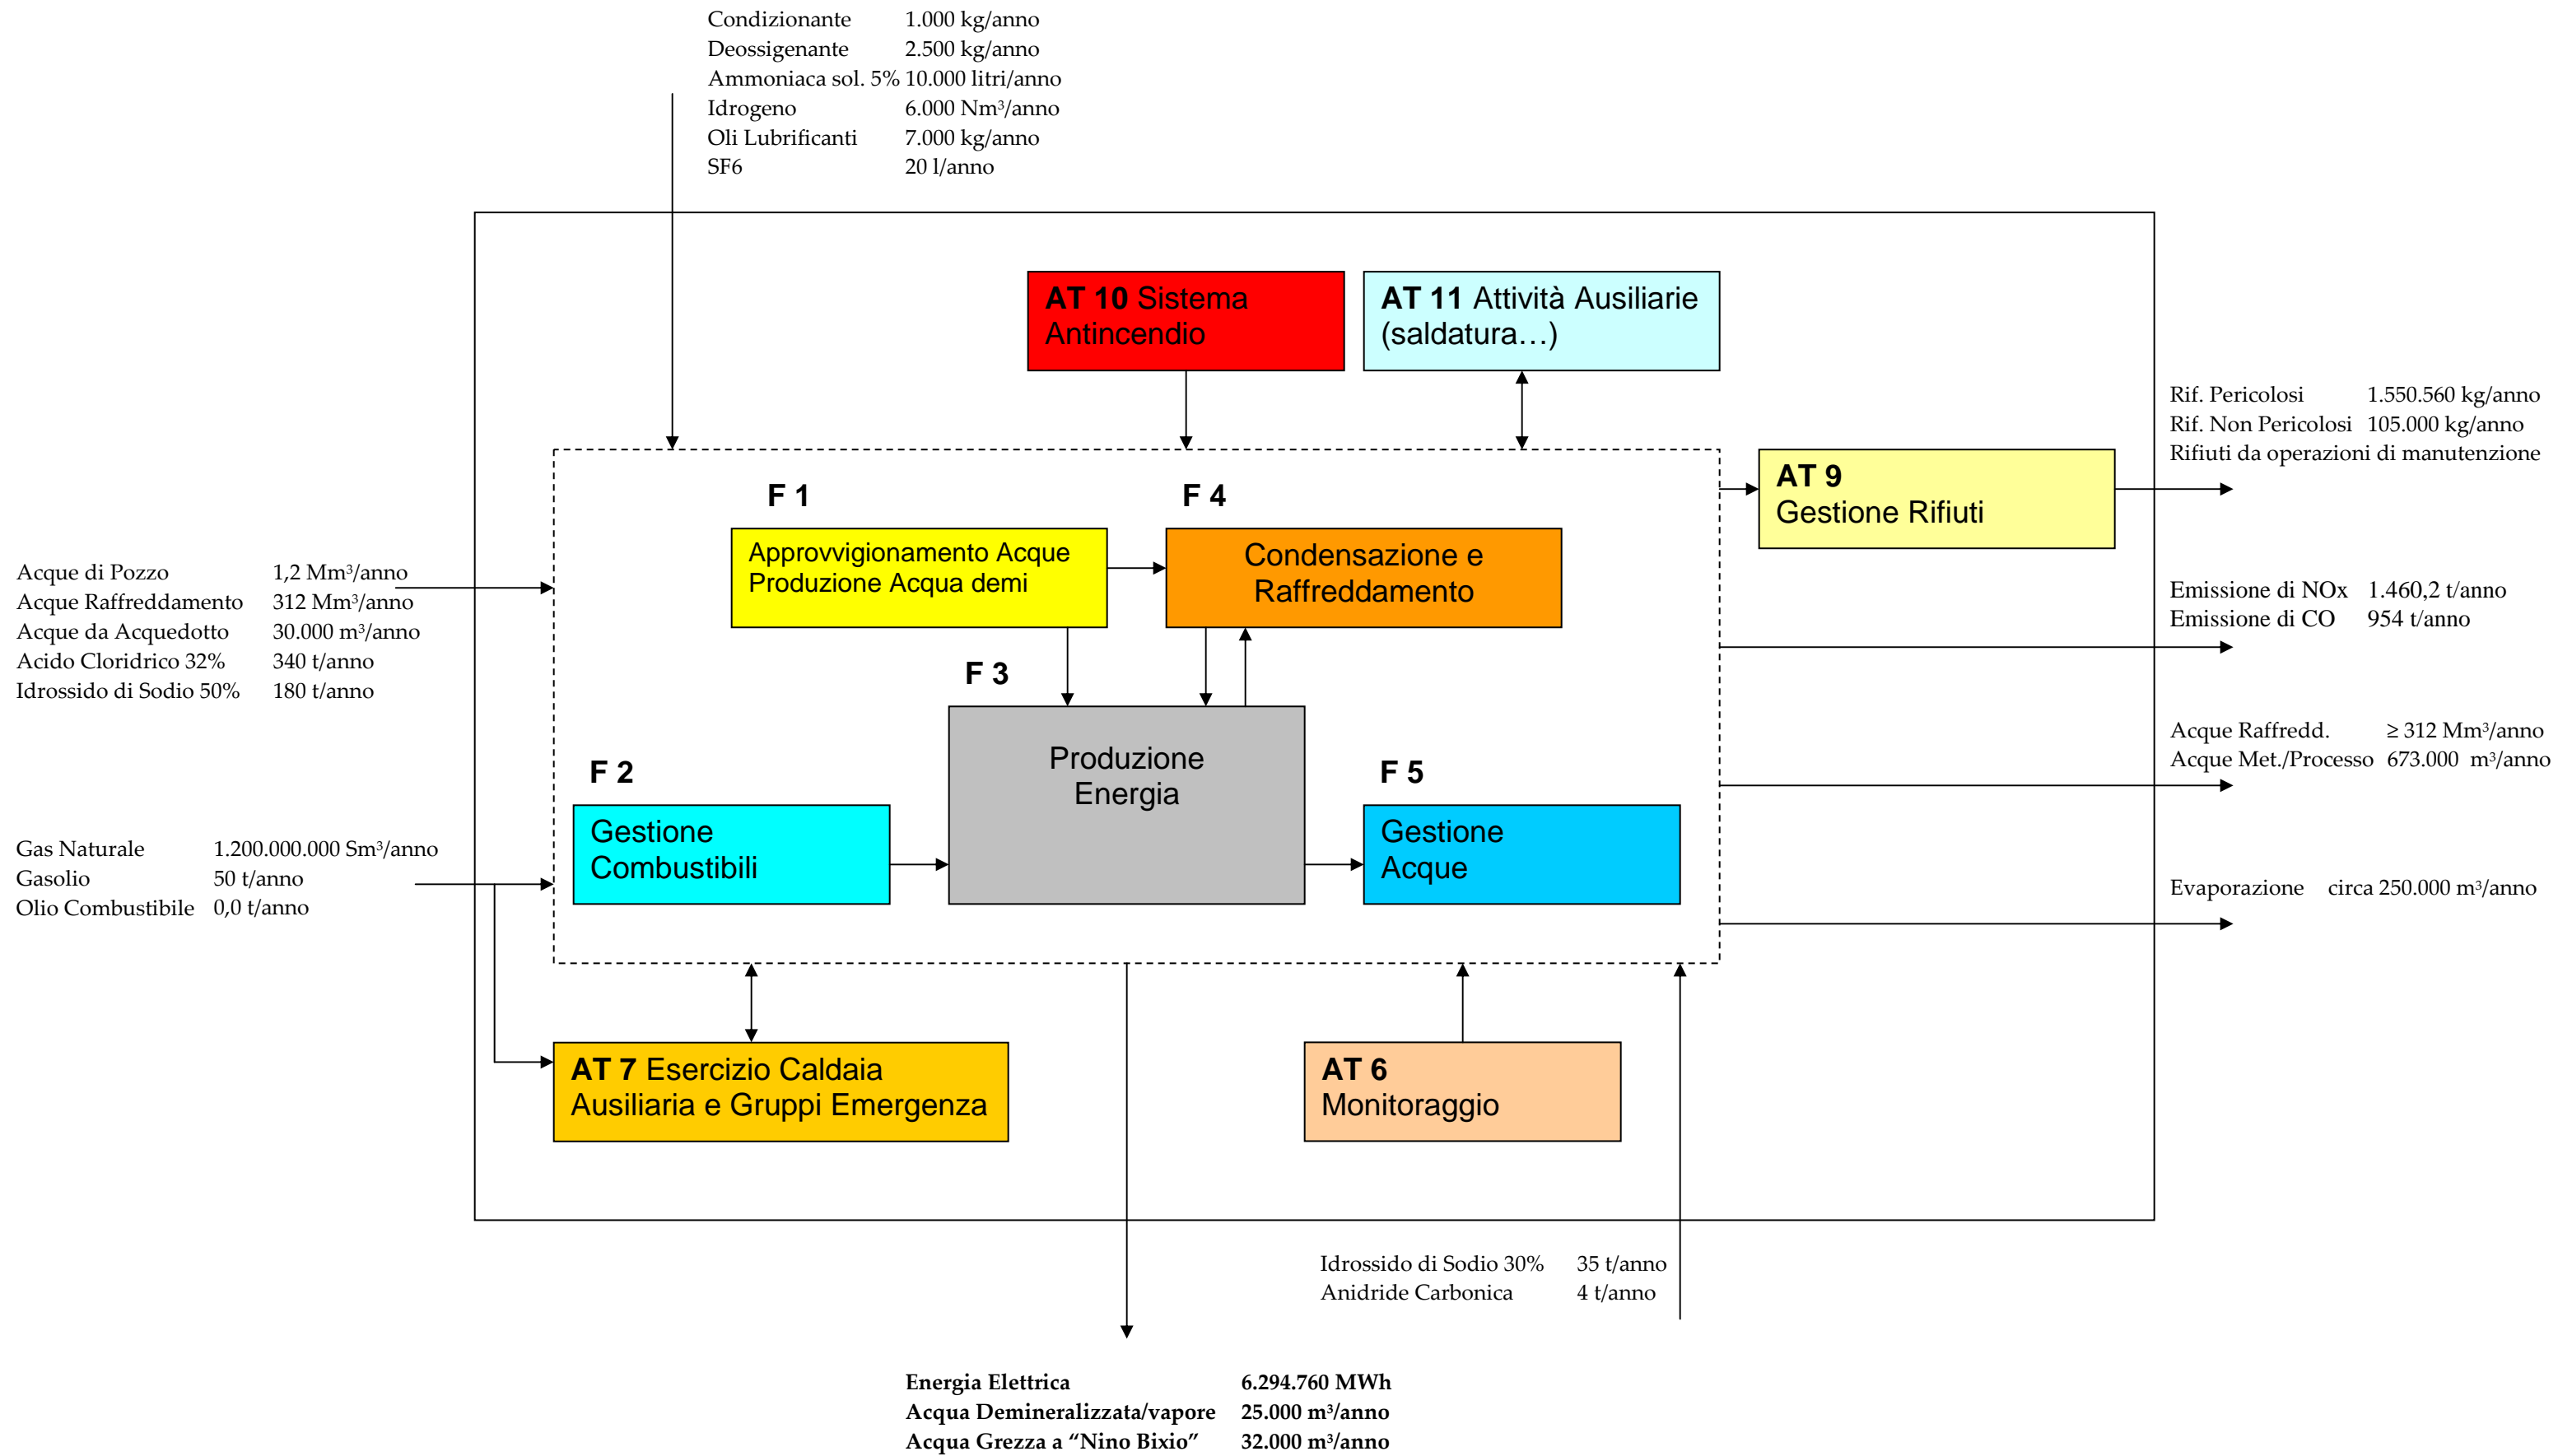 Condizionante 1.000 kg/anno
Deossigenante 2.500 kg/anno
Ammoniaca sol. 5% 10.000 litri/anno
Idrogeno 6.000 Nm³/anno
Oli Lubrificanti 7.000 kg/anno
SF6 20 l/anno
AT 10 Sistema
Antincendio
AT 11 Attività Ausiliarie
(saldatura…)
Rif. Pericolosi 1.550.560 kg/anno
Rif. Non Pericolosi 105.000 kg/anno
Rifiuti da operazioni di manutenzione
AT 9
Gestione Rifiuti
F 1
F 4
Approvvigionamento Acque
Produzione Acqua demi
Condensazione e
Raffreddamento
Acque di Pozzo 1,2 Mm³/anno
Acque Raffreddamento 312 Mm³/anno
Acque da Acquedotto 30.000 m³/anno
Acido Cloridrico 32% 340 t/anno
Idrossido di Sodio 50% 180 t/anno
Emissione di NOx 1.460,2 t/anno
Emissione di CO 954 t/anno
F 3
Produzione
Energia
Acque Raffredd. ≥ 312 Mm³/anno
Acque Met./Processo 673.000 m³/anno
F 2
Gestione
Combustibili
F 5
Gestione
Acque
Gas Naturale 1.200.000.000 Sm³/anno
Gasolio 50 t/anno
Olio Combustibile 0,0 t/anno
Evaporazione circa 250.000 m³/anno
AT 7 Esercizio Caldaia
Ausiliaria e Gruppi Emergenza
AT 6
Monitoraggio
Idrossido di Sodio 30% 35 t/anno
Anidride Carbonica 4 t/anno
Energia Elettrica 6.294.760 MWh
Acqua Demineralizzata/vapore 25.000 m³/anno
Acqua Grezza a “Nino Bixio” 32.000 m³/anno